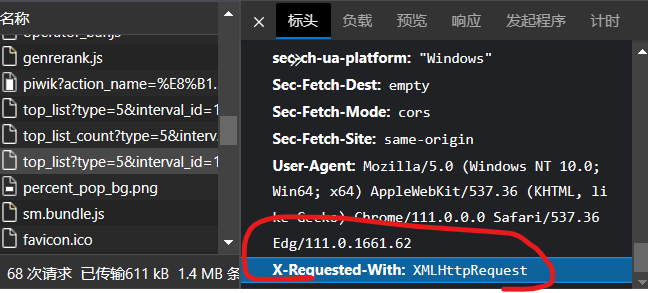 名称
genrerank.js
piwik?action_name=%E8%B1.
top_list?type=5&interval_id=1
top_list_count?type=5&interval
top_list?type=5&interval_id=1
percent_pop_bg.png
sm.bundle.js
favicon.ico
68 次请求 已传输611 kB 1.4 MB 条
标头 负载 预览 响应 发起程序 计时
sec-ch-ua-platform: "Windows"
Sec-Fetch-Dest: empty
Sec-Fetch-Mode: cors
Sec-Fetch-Site: same-origin
User-Agent: Mozilla/5.0 (Windows NT 10.0;
Win64; x64) AppleWebKit/537.36 (KHTML, li
ke Gecko) Chrome/111.0.0.0 Safari/537.36
Edg/111.0.1661.62
X-Requested-With: XMLHttpRequest